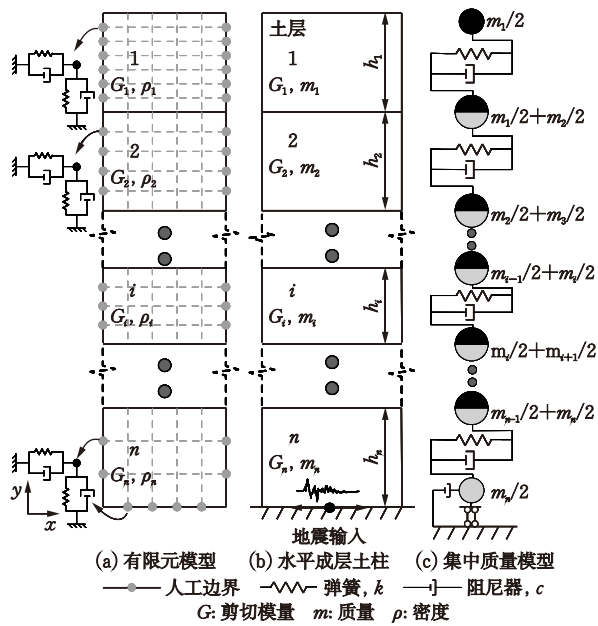 土层
1
G₁, ρ₁
1
G₁, m₁
h₁
m₁/2
m₁/2+m₂/2
2
G₂, ρ₂
2
G₂, m₂
h₂
m₂/2+m₃/2
mᵢ₋₁/2+mᵢ/2
i
Gᵢ, ρᵢ
i
Gᵢ, mᵢ
hᵢ
mᵢ/2+mᵢ₊₁/2
mₙ₋₁/2+mₙ/2
n
Gₙ, ρₙ
n
Gₙ, mₙ
hₙ
mₙ/2
y
x
地震输入
(a) 有限元模型 (b) 水平成层土柱 (c) 集中质量模型
人工边界 弹簧, k 阻尼器, c
G: 剪切模量 m: 质量 ρ: 密度